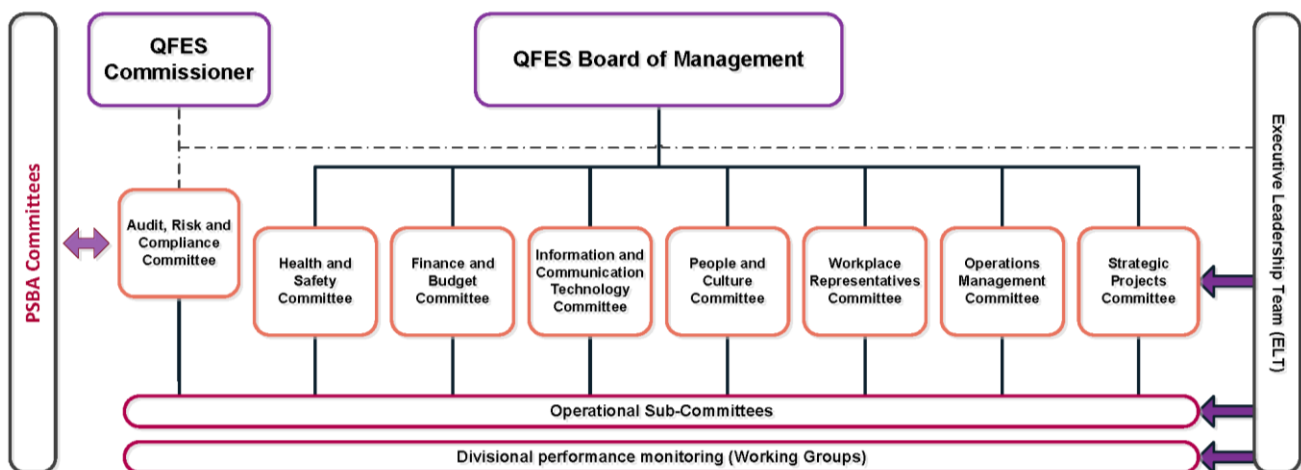 QFES
Commissioner
QFES Board of Management
PSBA Committees
Executive Leadership Team (ELT)
Audit, Risk and
Compliance
Committee
Health and
Safety
Committee
Finance and
Budget
Committee
Information and
Communication
Technology
Committee
People and
Culture
Committee
Workplace
Representatives
Committee
Operations
Management
Committee
Strategic
Projects
Committee
Operational Sub-Committees
Divisional performance monitoring (Working Groups)